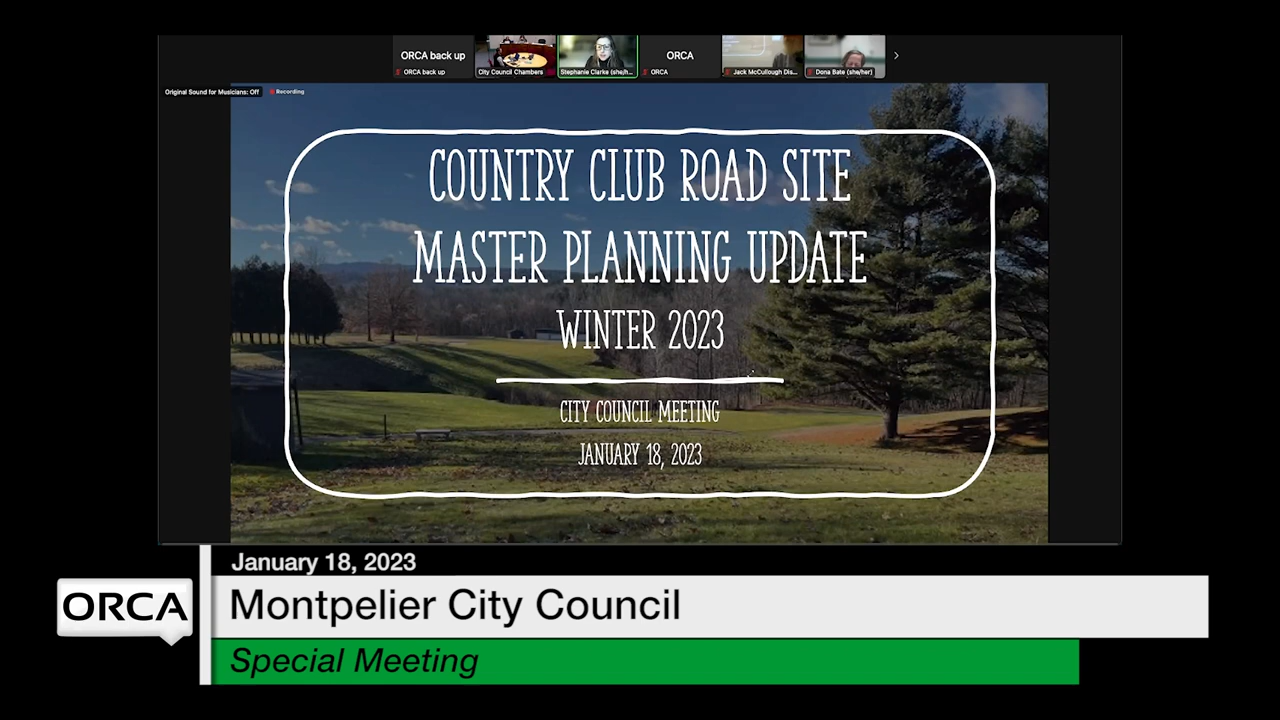 ORCA back up
ORCA
ORCA back up
City Council Chambers
Stephanie Clarke (she/h...
ORCA
Jack McCullough Dis...
Dona Bate (she/her)
Original Sound for Musicians: Off
Recording
COUNTRY CLUB ROAD SITE
MASTER PLANNING UPDATE
WINTER 2023
CITY COUNCIL MEETING
JANUARY 18, 2023
January 18, 2023
ORCA
Montpelier City Council
Special Meeting